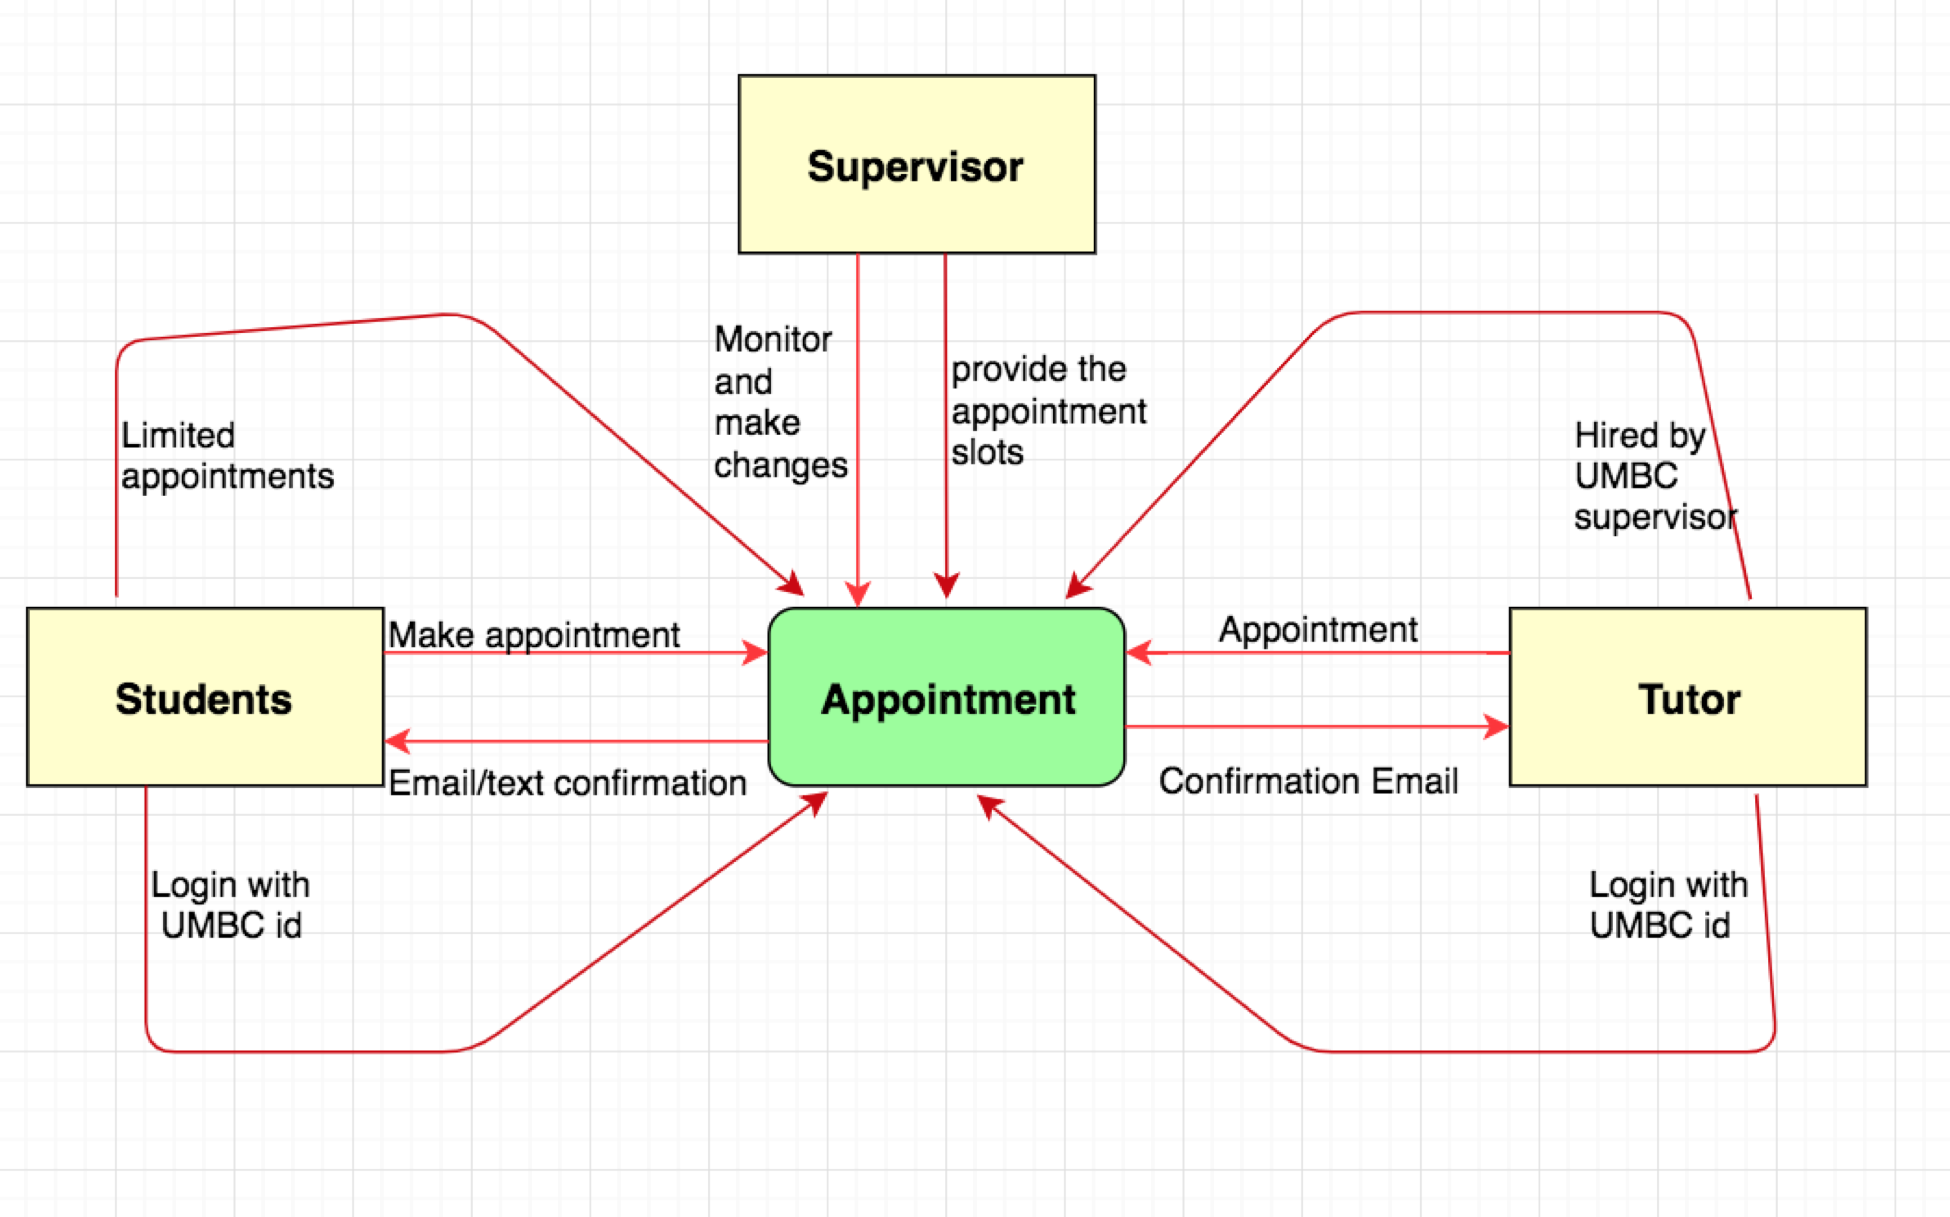 Supervisor
Monitor
and
make
changes
provide the
appointment
slots
Limited
appointments
Hired by
UMBC
supervisor
Make appointment
Appointment
Students
Appointment
Tutor
Email/text confirmation
Confirmation Email
Login with
UMBC id
Login with
UMBC id